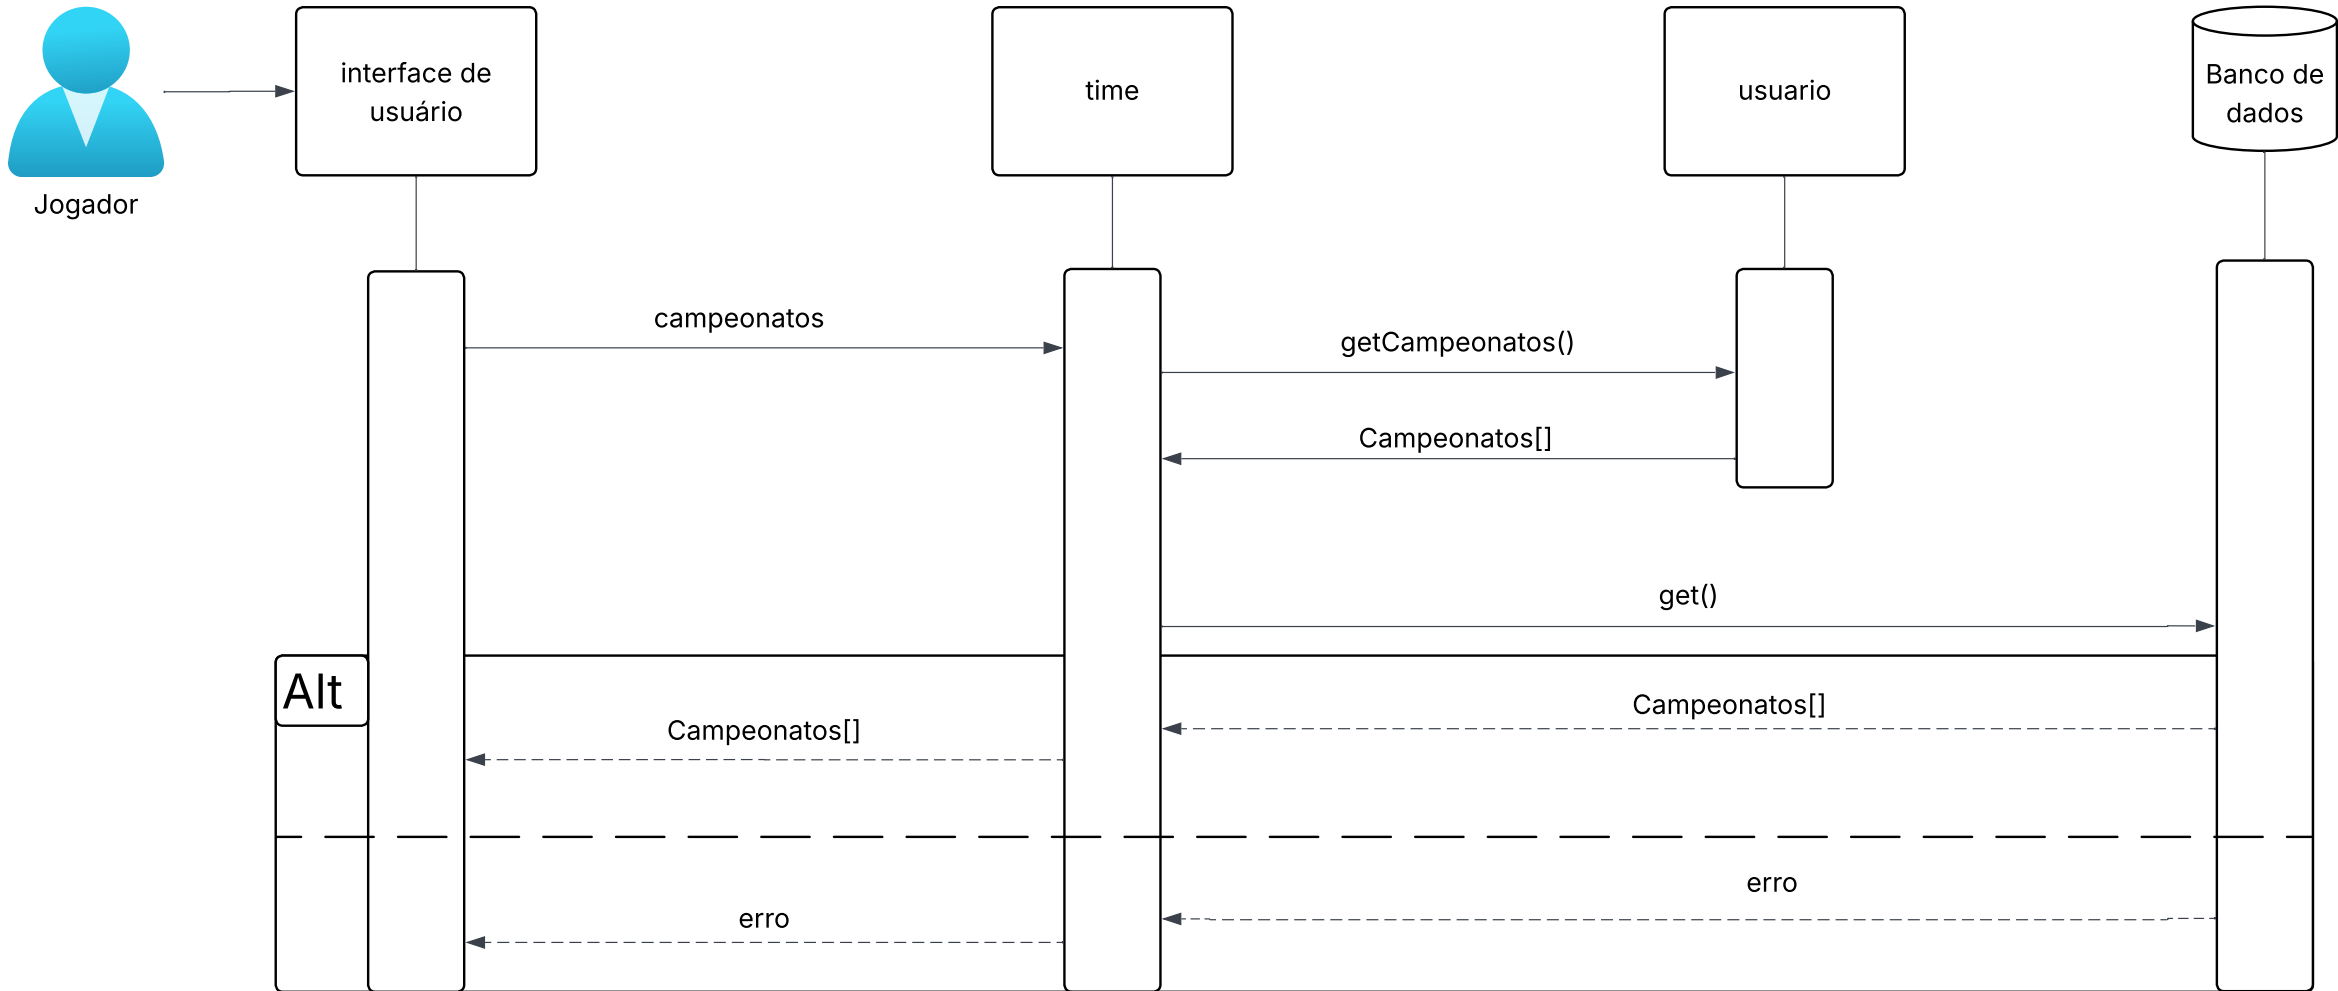 interface de
usuário
time
usuario
Banco de
dados
Jogador
campeonatos
getCampeonatos()
Campeonatos[]
get()
Alt
Campeonatos[]
Campeonatos[]
erro
erro